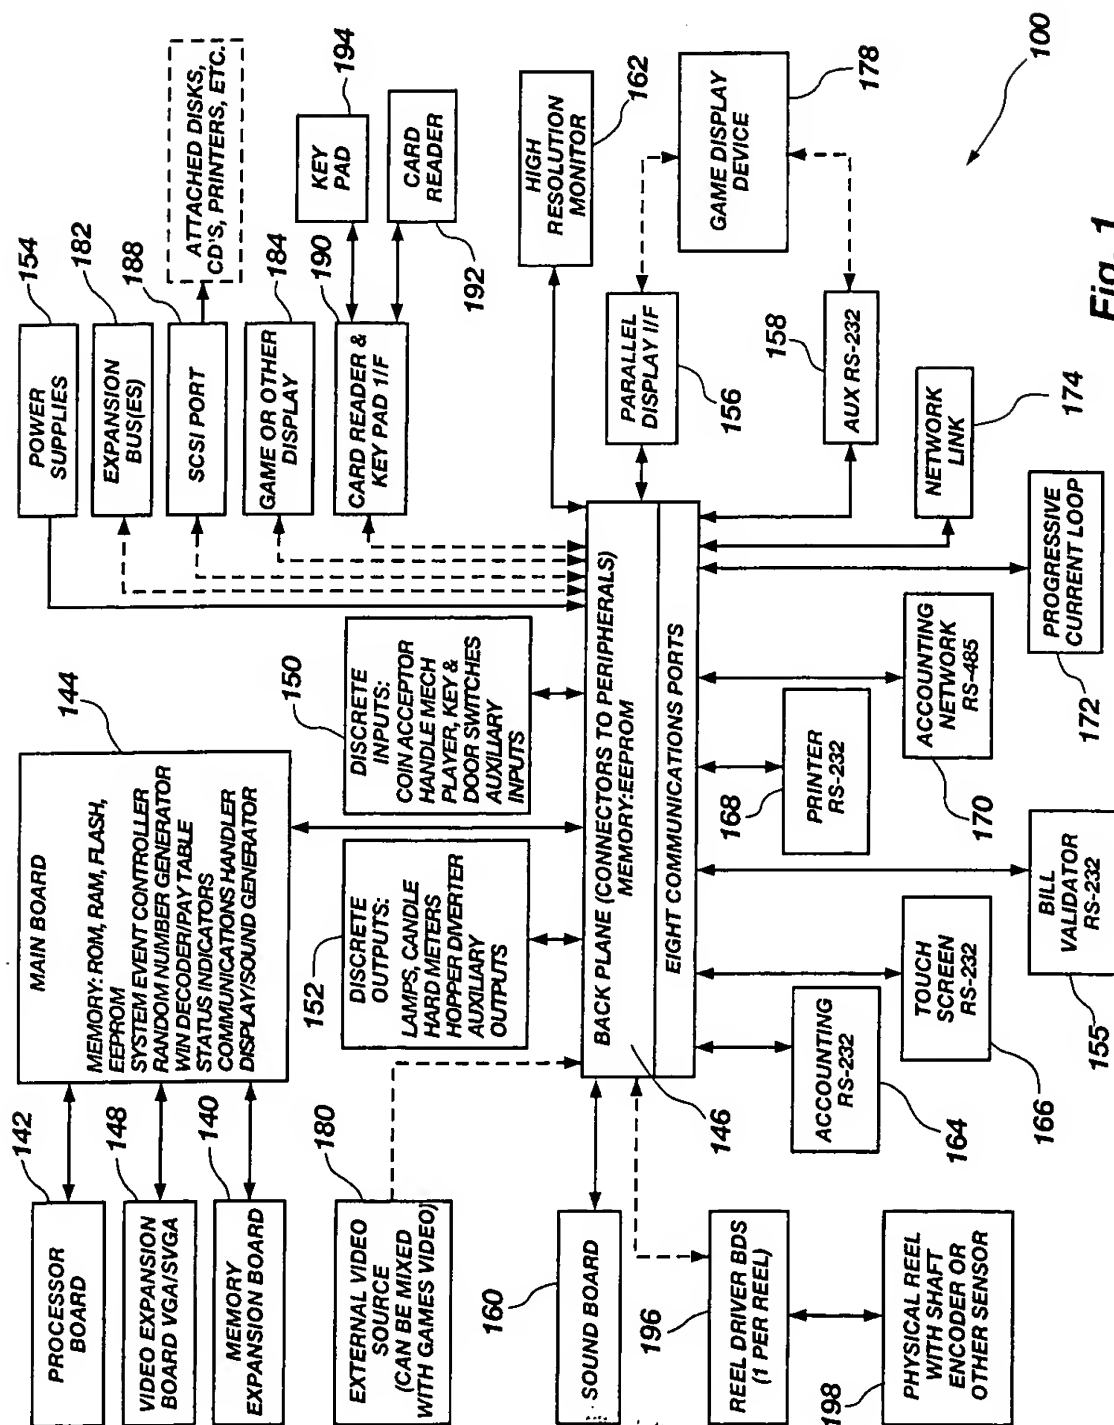 PROCESSOR
BOARD
142
VIDEO EXPANSION
BOARD VGA/SVGA
148
MEMORY
EXPANSION BOARD
140
MAIN BOARD
MEMORY: ROM, RAM, FLASH,
EEPROM
SYSTEM EVENT CONTROLLER
RANDOM NUMBER GENERATOR
WIN DECODER/PAY TABLE
STATUS INDICATORS
COMMUNICATIONS HANDLER
DISPLAY/SOUND GENERATOR
144
POWER
SUPPLIES
154
EXPANSION
BUS(ES)
182
SCSI PORT
188
ATTACHED DISKS,
CD'S, PRINTERS, ETC.
GAME OR OTHER
DISPLAY
184
CARD READER &
KEY PAD 1/F
190
KEY
PAD
194
CARD
READER
192
EXTERNAL VIDEO
SOURCE
(CAN BE MIXED
WITH GAMES VIDEO)
180
DISCRETE
OUTPUTS:
LAMPS, CANDLE
HARD METERS
HOPPER DIVERTER
AUXILIARY
OUTPUTS
152
DISCRETE
INPUTS:
COIN ACCEPTOR
HANDLE MECH
PLAYER, KEY &
DOOR SWITCHES
AUXILIARY
INPUTS
150
SOUND BOARD
160
BACK PLANE (CONNECTORS TO PERIPHERALS)
MEMORY:EEPROM
EIGHT COMMUNICATIONS PORTS
146
HIGH
RESOLUTION
MONITOR
162
PARALLEL
DISPLAY I/F
156
GAME DISPLAY
DEVICE
178
AUX RS-232
158
REEL DRIVER BDS
(1 PER REEL)
196
PHYSICAL REEL
WITH SHAFT
ENCODER OR
OTHER SENSOR
198
ACCOUNTING
RS-232
164
TOUCH
SCREEN
RS-232
166
BILL
VALIDATOR
RS-232
155
PRINTER
RS-232
168
ACCOUNTING
NETWORK
RS-485
170
PROGRESSIVE
CURRENT LOOP
172
NETWORK
LINK
174
100
Fig. 1